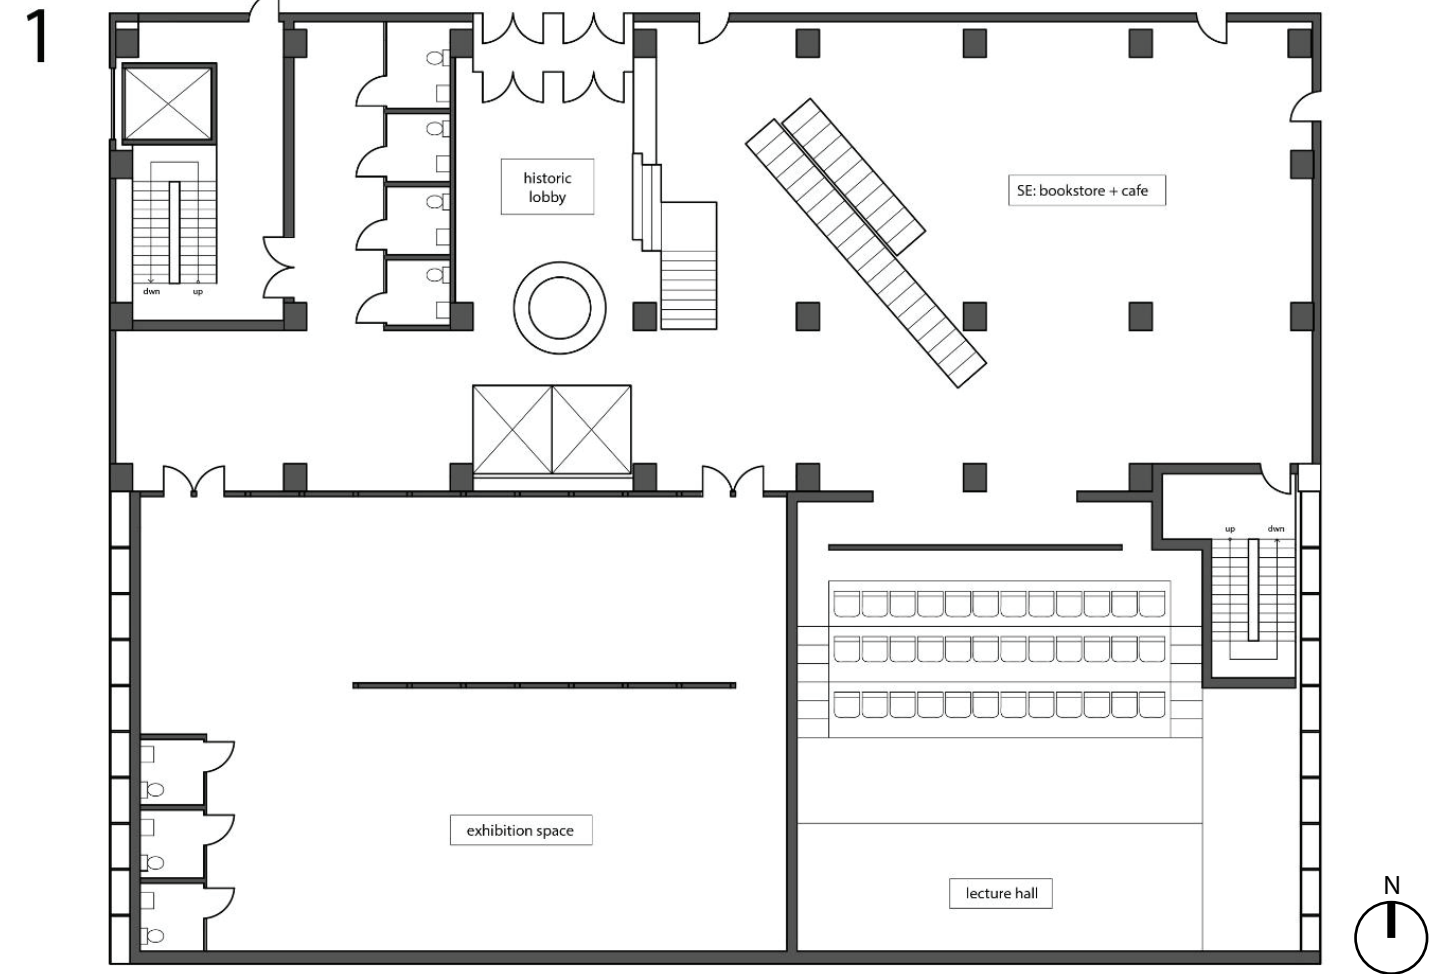 1
historic
lobby
SE: bookstore + cafe
dwn
up
up
dwn
exhibition space
lecture hall
N